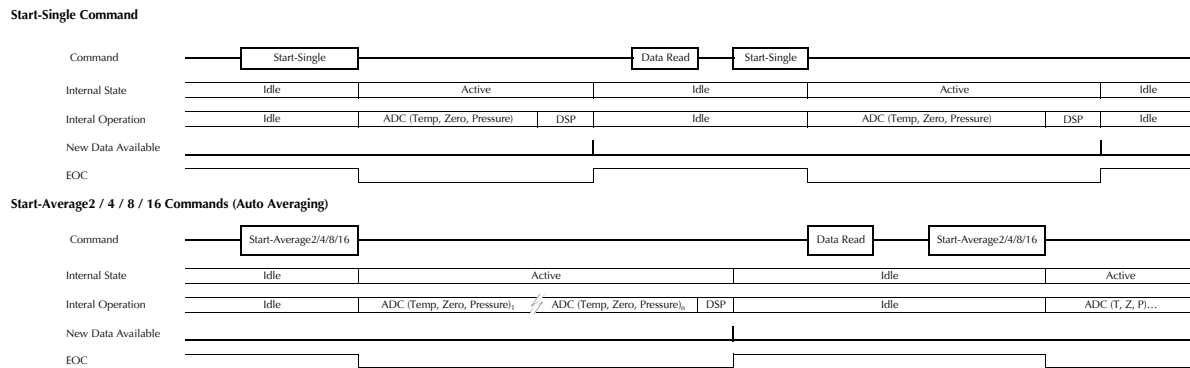 Start-Single Command
Command Start-Single Data Read Start-Single
Internal State Idle Active Idle Active Idle
Interal Operation Idle ADC (Temp, Zero, Pressure) DSP Idle ADC (Temp, Zero, Pressure) DSP Idle
New Data Available
EOC
Start-Average2 / 4 / 8 / 16 Commands (Auto Averaging)
Command Start-Average2/4/8/16 Data Read Start-Average2/4/8/16
Internal State Idle Active Idle Active
Interal Operation Idle ADC (Temp, Zero, Pressure)₁ ADC (Temp, Zero, Pressure)ₙ DSP Idle ADC (T, Z, P)...
New Data Available
EOC